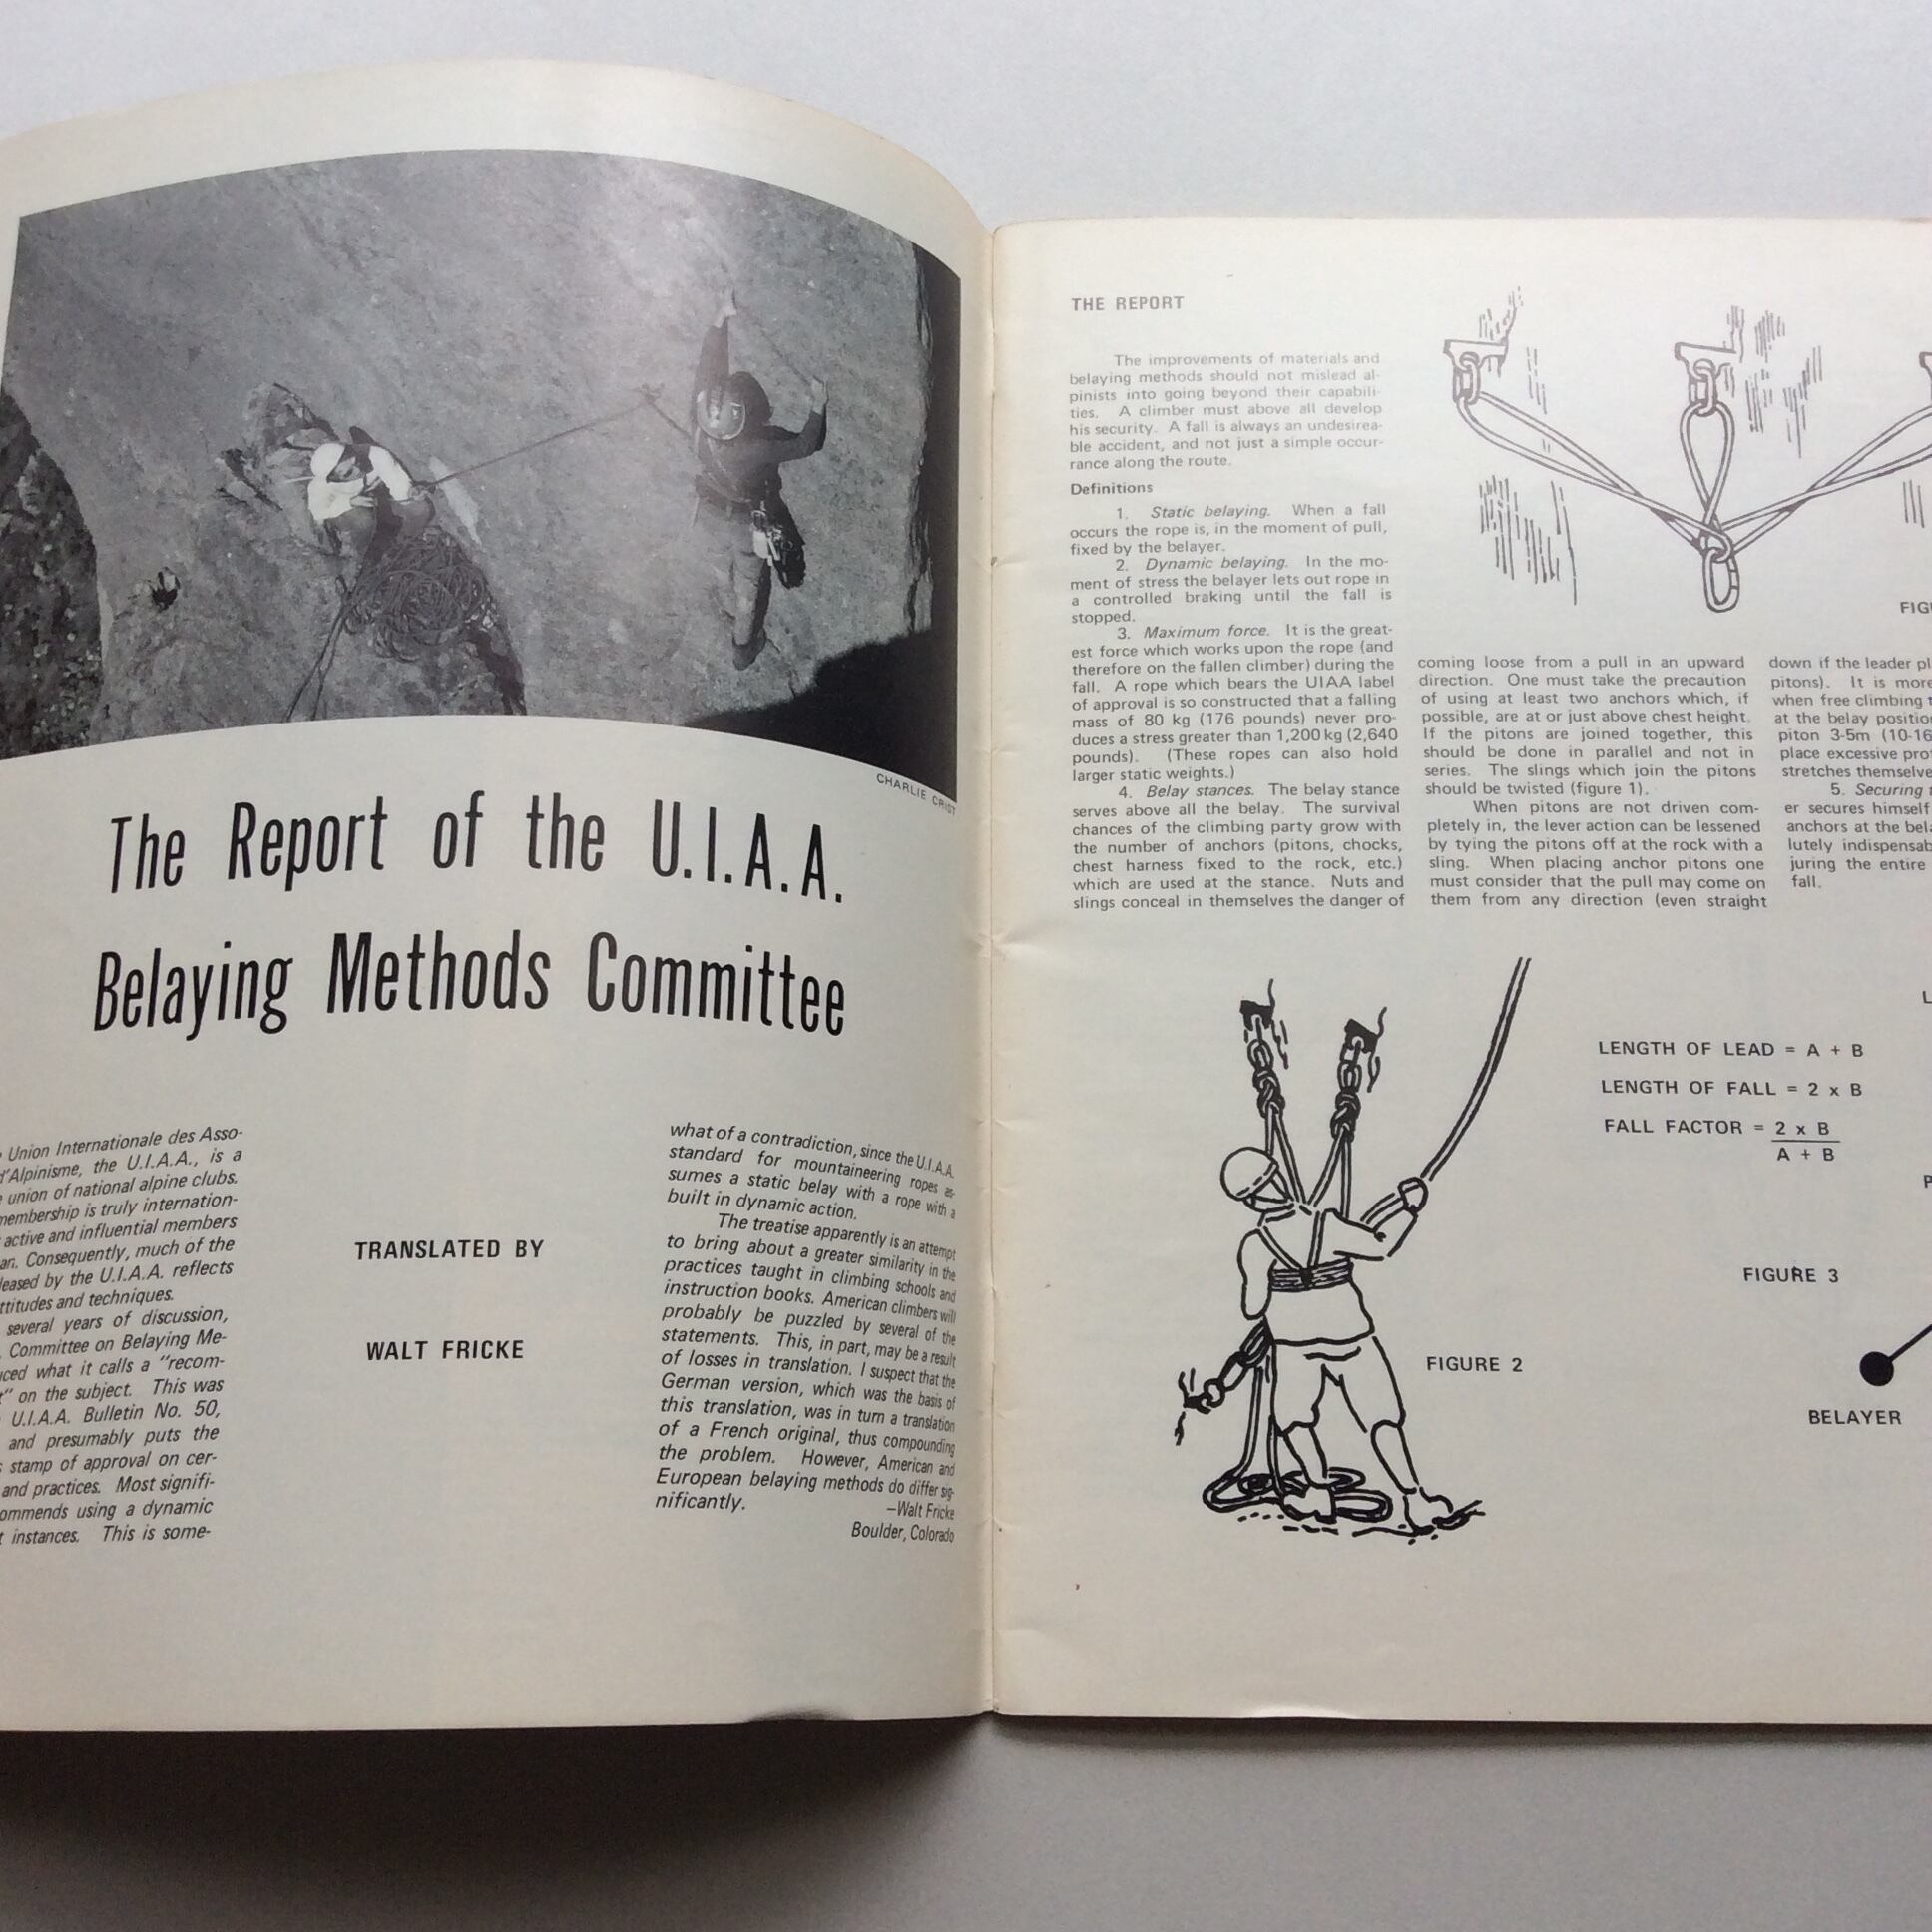 CHARLIE CRIST
The Report of the U.I.A.A.
Belaying Methods Committee
Union Internationale des Asso-
d'Alpinisme, the U.I.A.A., is a
union of national alpine clubs.
membership is truly internation-
active and influential members
Consequently, much of the
by the U.I.A.A. reflects
and techniques.
several years of discussion,
Committee on Belaying Me-
what it calls a "recom-
on the subject. This was
U.I.A.A. Bulletin No. 50,
and presumably puts the
stamp of approval on cer-
and practices. Most signifi-
using a dynamic
instances. This is some-
TRANSLATED BY
WALT FRICKE
what of a contradiction, since the U.I.A.A.
standard for mountaineering ropes as-
sumes a static belay with a rope with a
built in dynamic action.
The treatise apparently is an attempt
to bring about a greater similarity in the
practices taught in climbing schools and
instruction books. American climbers will
probably be puzzled by several of the
statements. This, in part, may be a result
of losses in translation. I suspect that the
German version, which was the basis of
this translation, was in turn a translation
of a French original, thus compounding
the problem. However, American and
European belaying methods do differ sig-
nificantly.
—Walt Fricke
Boulder, Colorado
THE REPORT
The improvements of materials and
belaying methods should not mislead al-
pinists into going beyond their capabili-
ties. A climber must above all develop
his security. A fall is always an undesirea-
ble accident, and not just a simple occur-
rance along the route.
Definitions
1. Static belaying. When a fall
occurs the rope is, in the moment of pull,
fixed by the belayer.
2. Dynamic belaying. In the mo-
ment of stress the belayer lets out rope in
a controlled braking until the fall is
stopped.
3. Maximum force. It is the great-
est force which works upon the rope (and
therefore on the fallen climber) during the
fall. A rope which bears the UIAA label
of approval is so constructed that a falling
mass of 80 kg (176 pounds) never pro-
duces a stress greater than 1,200 kg (2,640
pounds). (These ropes can also hold
larger static weights.)
4. Belay stances. The belay stance
serves above all the belay. The survival
chances of the climbing party grow with
the number of anchors (pitons, chocks,
chest harness fixed to the rock, etc.)
which are used at the stance. Nuts and
slings conceal in themselves the danger of
coming loose from a pull in an upward
direction. One must take the precaution
of using at least two anchors which, if
possible, are at or just above chest height.
If the pitons are joined together, this
should be done in parallel and not in
series. The slings which join the pitons
should be twisted (figure 1).
When pitons are not driven com-
pletely in, the lever action can be lessened
by tying the pitons off at the rock with a
sling. When placing anchor pitons one
must consider that the pull may come on
them from any direction (even straight
down if the leader
pitons). It is more
when free climbing
at the belay
piton 3-5m (10-16
place excessive
stretches
5. Securing
er secures himself
anchors at the
lutely
juring the entire
fall.
LENGTH OF LEAD = A + B
LENGTH OF FALL = 2 x B
FALL FACTOR = 2 x B
A + B
FIGURE 2
FIGURE 3
BELAYER